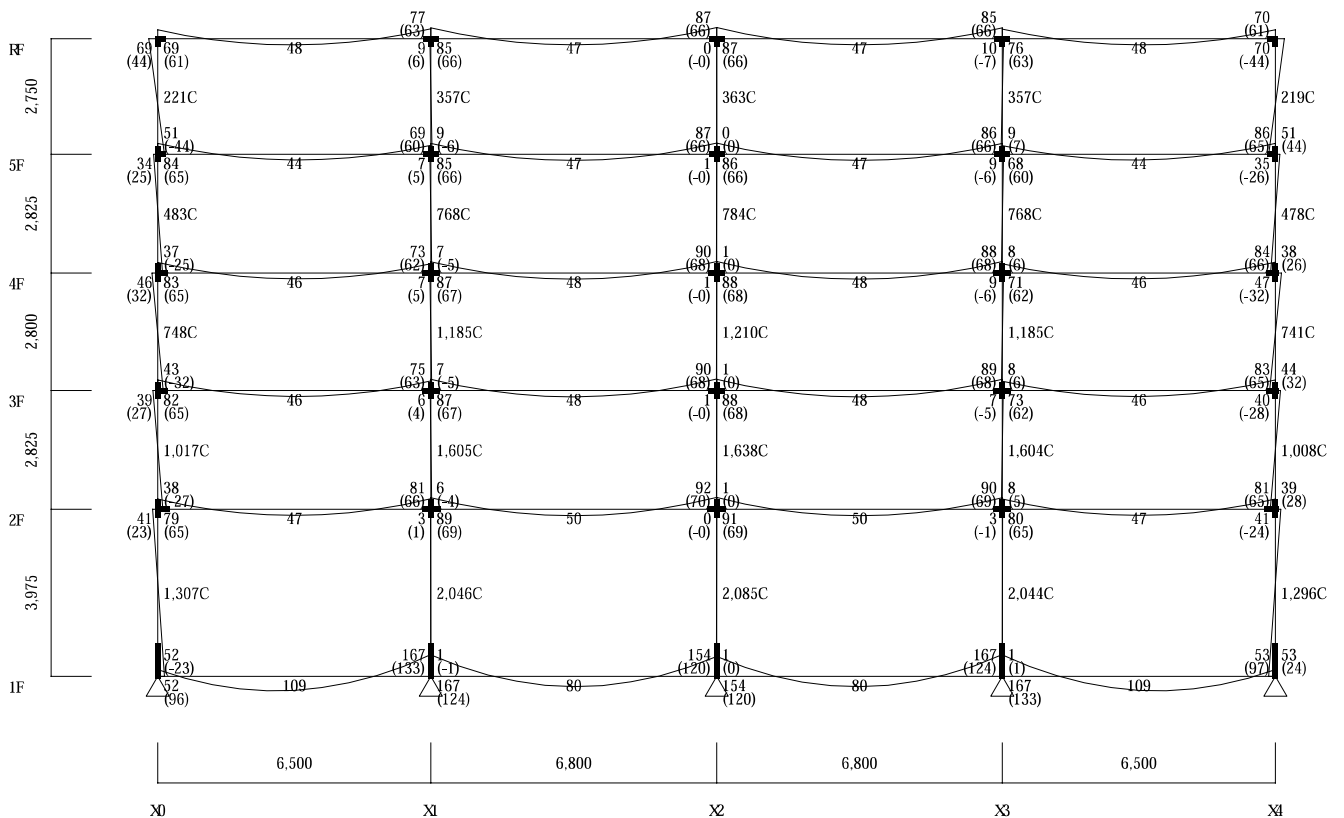 77 87 85 70
(63) (66) (66) (61)
RF 69 69 48 9 85 47 0 87 47 10 76 48 70
(44) (61) (6) (66) (-0) (66) (-7) (63) (-44)
2,750
221C 357C 363C 357C 219C
51 69 9 87 0 86 9 86 51
(-44) (60) (-6) (66) (0) (66) (7) (65) (44)
5F 34 84 44 7 85 47 1 86 47 9 68 44 35
(25) (65) (5) (66) (-0) (66) (-6) (60) (-26)
2,825
483C 768C 784C 768C 478C
37 73 7 90 1 88 8 84 38
(-25) (62) (-5) (68) (0) (68) (6) (66) (26)
4F 46 83 46 7 87 48 1 88 48 9 71 46 47
(32) (65) (5) (67) (-0) (68) (-6) (62) (-32)
2,800
748C 1,185C 1,210C 1,185C 741C
43 75 7 90 1 89 8 83 44
(-32) (63) (-5) (68) (0) (68) (6) (65) (32)
3F 39 82 46 6 87 48 1 88 48 7 73 46 40
(27) (65) (4) (67) (-0) (68) (-5) (62) (-28)
2,825
1,017C 1,605C 1,638C 1,604C 1,008C
38 81 6 92 1 90 8 81 39
(-27) (66) (-4) (70) (0) (69) (5) (65) (28)
2F 41 79 47 3 89 50 0 91 50 3 80 47 41
(23) (65) (1) (69) (-0) (69) (-1) (65) (-24)
3,975
1,307C 2,046C 2,085C 2,044C 1,296C
52 167 1 154 1 167 1 53 53
(-23) (133) (-1) (120) (0) (124) (1) (97) (24)
1F 52 109 167 80 154 80 167 109
(96) (124) (120) (133)
6,500 6,800 6,800 6,500
X0 X1 X2 X3 X4